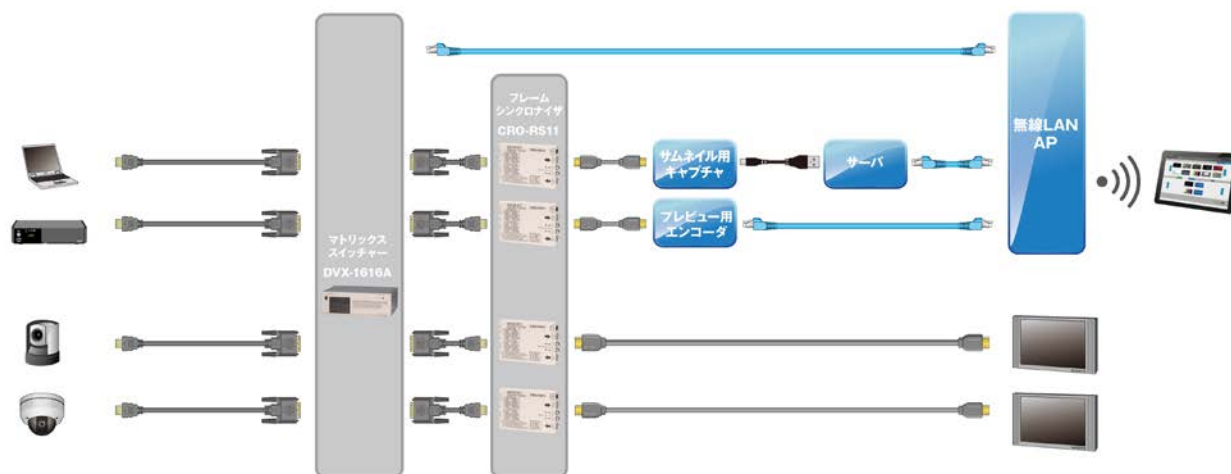 フレーム
シンクロナイザ
CRO-RS11
マトリックス
スイッチャー
DVX-1616A
サムネイル用
キャプチャ
サーバ
プレビュー用
エンコーダ
無線LAN
AP